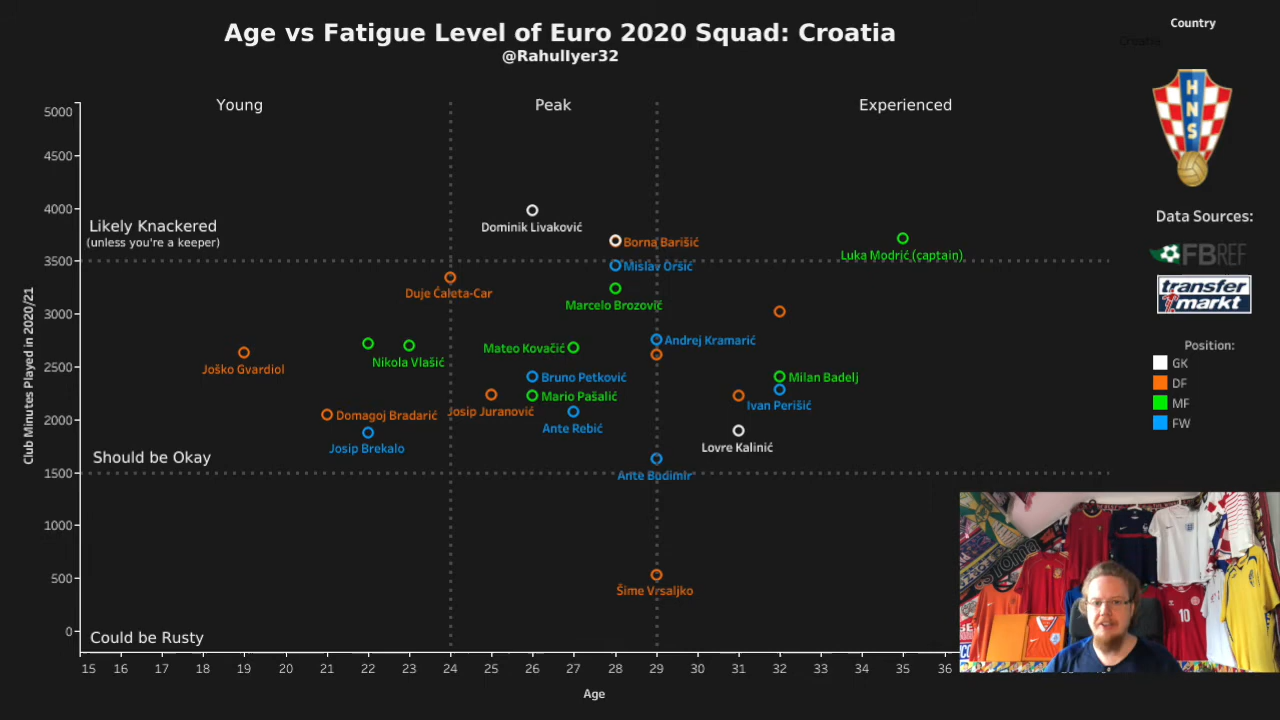 Age vs Fatigue Level of Euro 2020 Squad: Croatia
@RahulIyer32
Country
Croatia
HNS
Young
Peak
Experienced
5000
4500
4000
3500
3000
2500
2000
1500
1000
500
0
Club Minutes Played in 2020/21
Likely Knackered
(unless you're a keeper)
Should be Okay
Could be Rusty
Dominik Livaković
Borna Barišić
Luka Modrić (captain)
Mislav Oršić
Duje Ćaleta-Car
Marcelo Brozović
Andrej Kramarić
Mateo Kovačić
Nikola Vlašić
Joško Gvardiol
Bruno Petković
Milan Badelj
Mario Pašalić
Ivan Perišić
Josip Juranović
Domagoj Bradarić
Ante Rebić
Josip Brekalo
Lovre Kalinić
Ante Budimir
Šime Vrsaljko
15 16 17 18 19 20 21 22 23 24 25 26 27 28 29 30 31 32 33 34 35 36
Age
Data Sources:
FBREF
transfer
markt
Position:
GK
DF
MF
FW
10